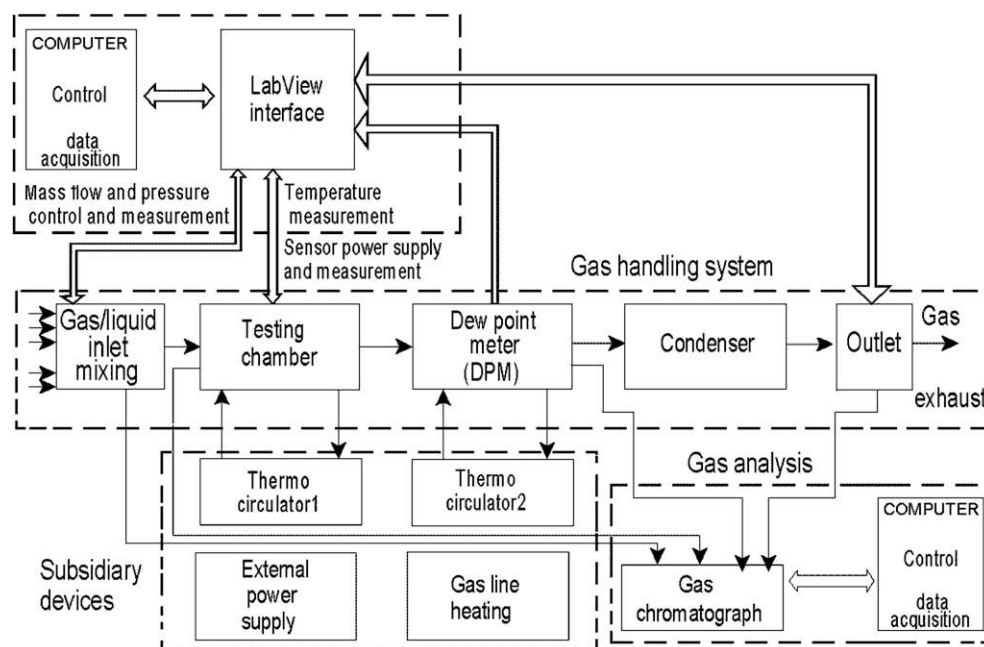 COMPUTER
Control
data
acquisition
LabView
interface
Mass flow and pressure
control and measurement
Temperature
measurement
Sensor power supply
and measurement
Gas handling system
Gas/liquid
inlet
mixing
Testing
chamber
Dew point
meter
(DPM)
Condenser
Outlet
Gas
exhaust
Thermo
circulator1
Thermo
circulator2
Subsidiary
devices
External
power
supply
Gas line
heating
Gas analysis
Gas
chromatograph
COMPUTER
Control
data
acquisition